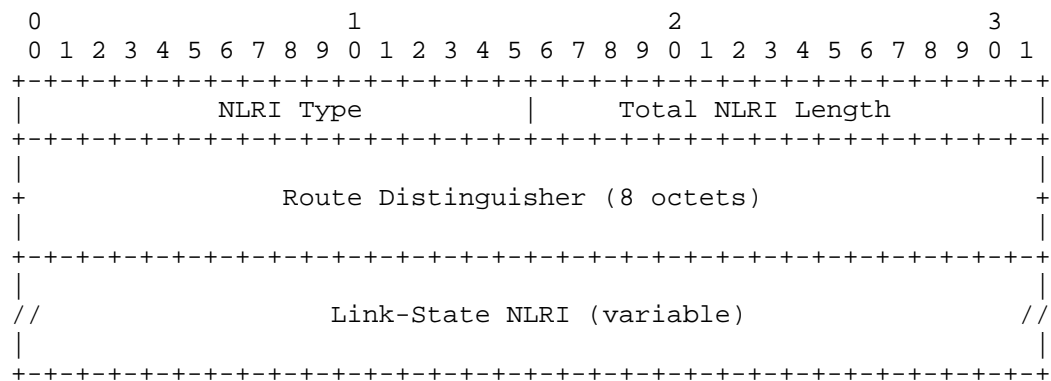 0                   1                   2                   3
 0 1 2 3 4 5 6 7 8 9 0 1 2 3 4 5 6 7 8 9 0 1 2 3 4 5 6 7 8 9 0 1
+-+-+-+-+-+-+-+-+-+-+-+-+-+-+-+-+-+-+-+-+-+-+-+-+-+-+-+-+-+-+-+-+
|            NLRI Type          |     Total NLRI Length         |
+-+-+-+-+-+-+-+-+-+-+-+-+-+-+-+-+-+-+-+-+-+-+-+-+-+-+-+-+-+-+-+-+
|                                                               |
+                Route Distinguisher (8 octets)                 +
|                                                               |
+-+-+-+-+-+-+-+-+-+-+-+-+-+-+-+-+-+-+-+-+-+-+-+-+-+-+-+-+-+-+-+-+
|                                                               |
//                  Link-State NLRI (variable)                 //
|                                                               |
+-+-+-+-+-+-+-+-+-+-+-+-+-+-+-+-+-+-+-+-+-+-+-+-+-+-+-+-+-+-+-+-+